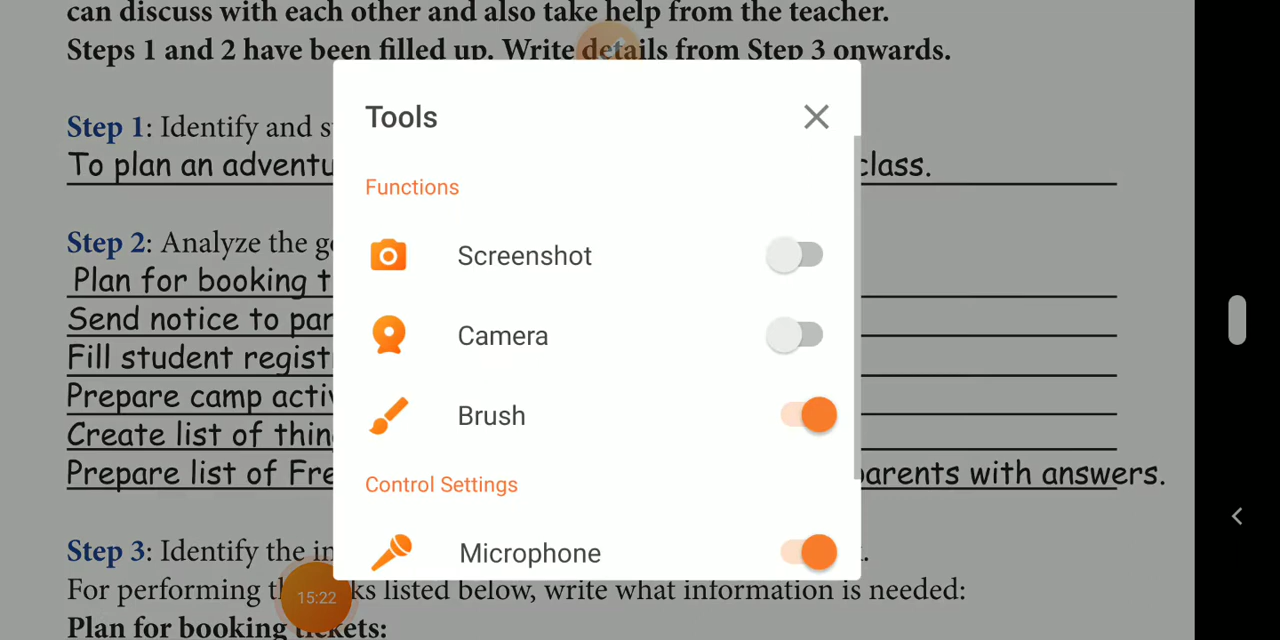 can discuss with each other and also take help from the teacher.
Steps 1 and 2 have been filled up. Write details from Step 3 onwards.
Step 1: Identify and s
To plan an adventu
class.
Step 2: Analyze the g
Plan for booking t
Send notice to par
Fill student regist
Prepare camp activ
Create list of thin
Prepare list of Fre
parents with answers.
Step 3: Identify the in
For performing th
ks listed below, write what information is needed:
Plan for booking tickets:
Tools
Functions
Screenshot
Camera
Brush
Control Settings
Microphone
15:22